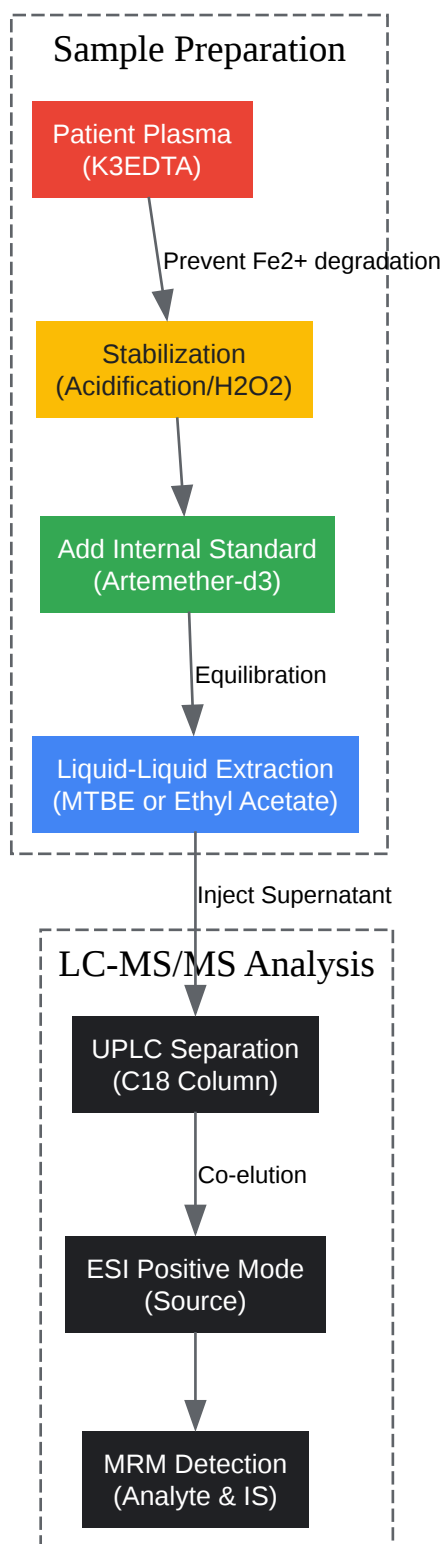 Sample Preparation
Patient Plasma
(K3EDTA)
Prevent Fe2+ degradation
Stabilization
(Acidification/H2O2)
Add Internal Standard
(Artemether-d3)
Equilibration
Liquid-Liquid Extraction
(MTBE or Ethyl Acetate)
Inject Supernatant
LC-MS/MS Analysis
UPLC Separation
(C18 Column)
Co-elution
ESI Positive Mode
(Source)
MRM Detection
(Analyte & IS)